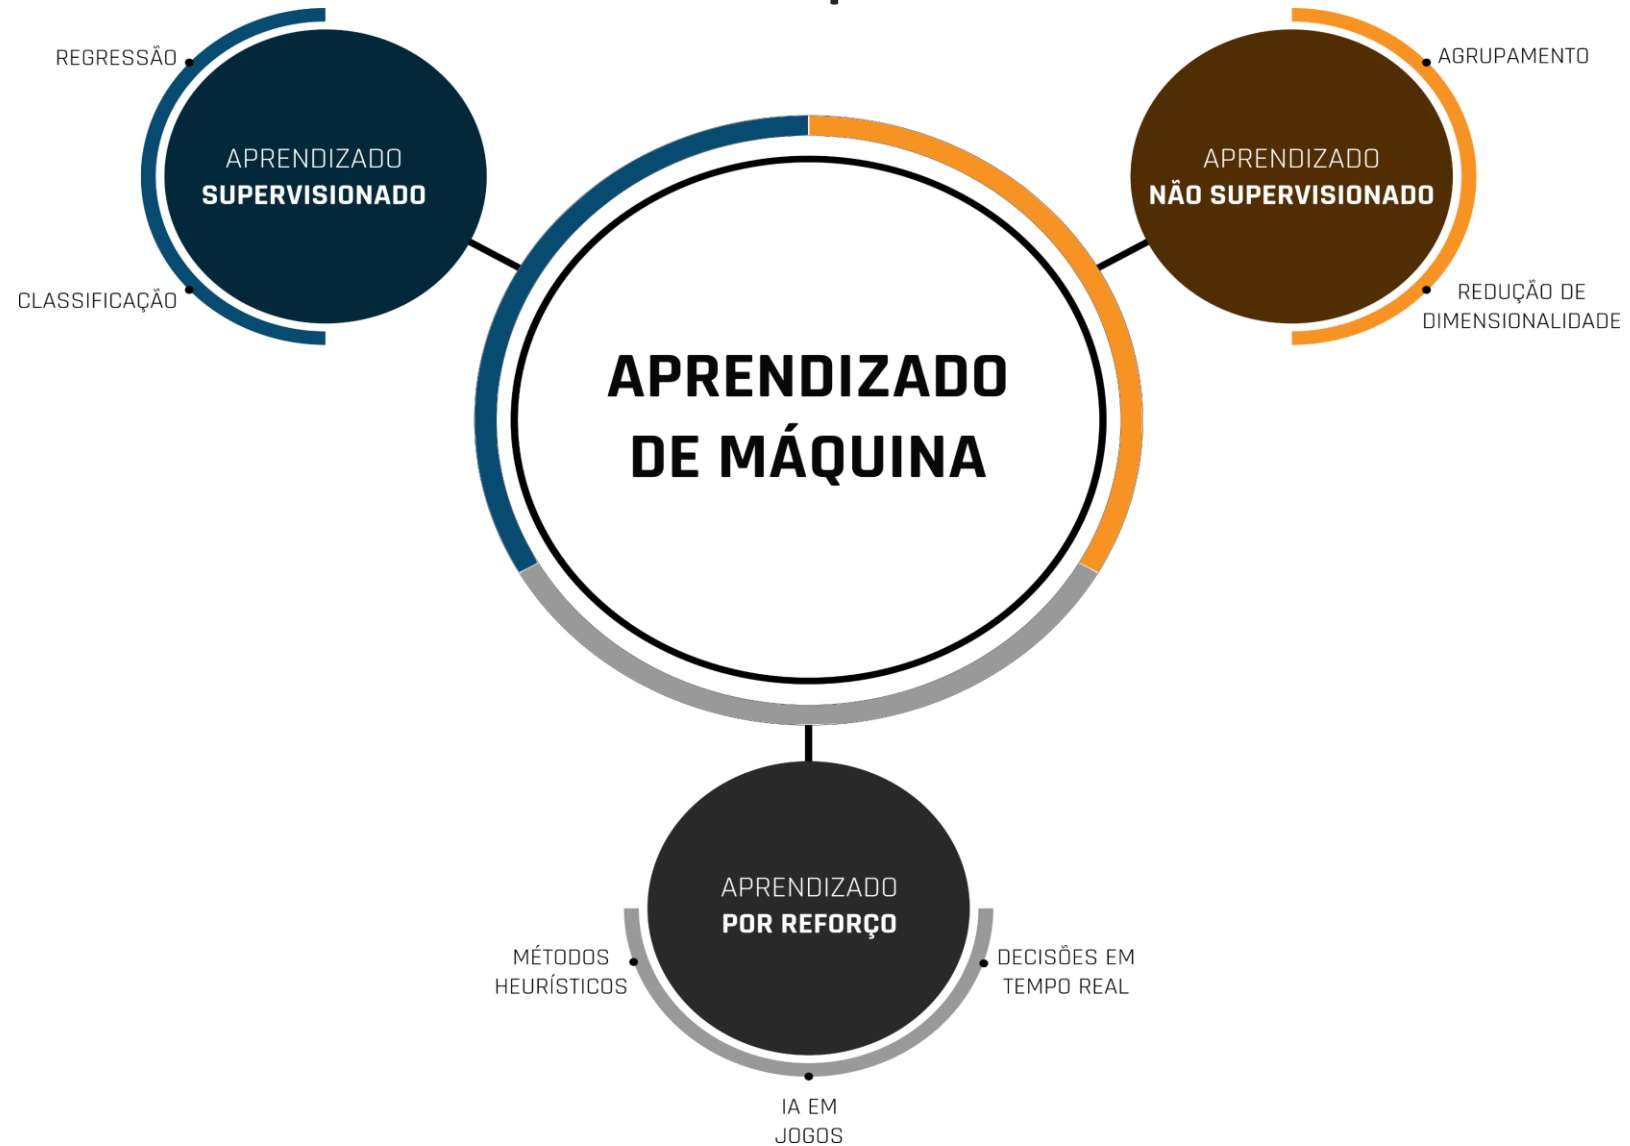 REGRESSÃO
APRENDIZADO
SUPERVISIONADO
CLASSIFICAÇÃO
AGRUPAMENTO
APRENDIZADO
NÃO SUPERVISIONADO
REDUÇÃO DE
DIMENSIONALIDADE
APRENDIZADO
DE MÁQUINA
APRENDIZADO
POR REFORÇO
MÉTODOS
HEURÍSTICOS
DECISÕES EM
TEMPO REAL
IA EM
JOGOS